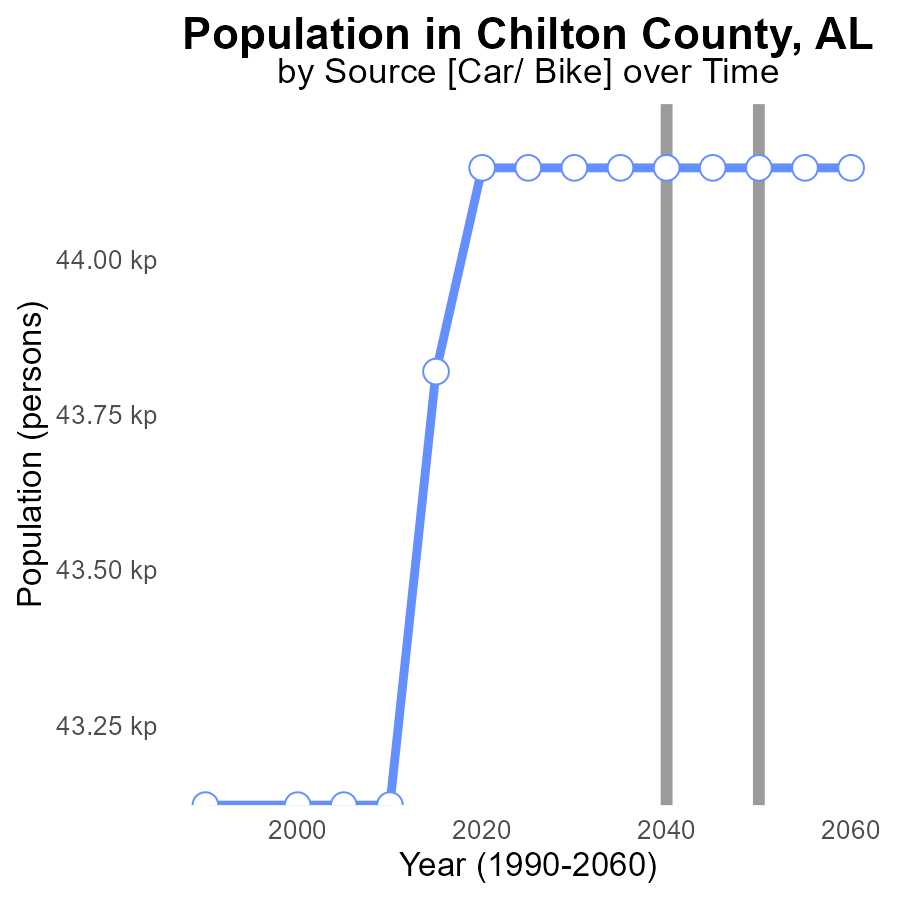 Population in Chilton County, AL
by Source [Car/ Bike] over Time
Population (persons)
44.00 kp
43.75 kp
43.50 kp
43.25 kp
2000 2020 2040 2060
Year (1990-2060)